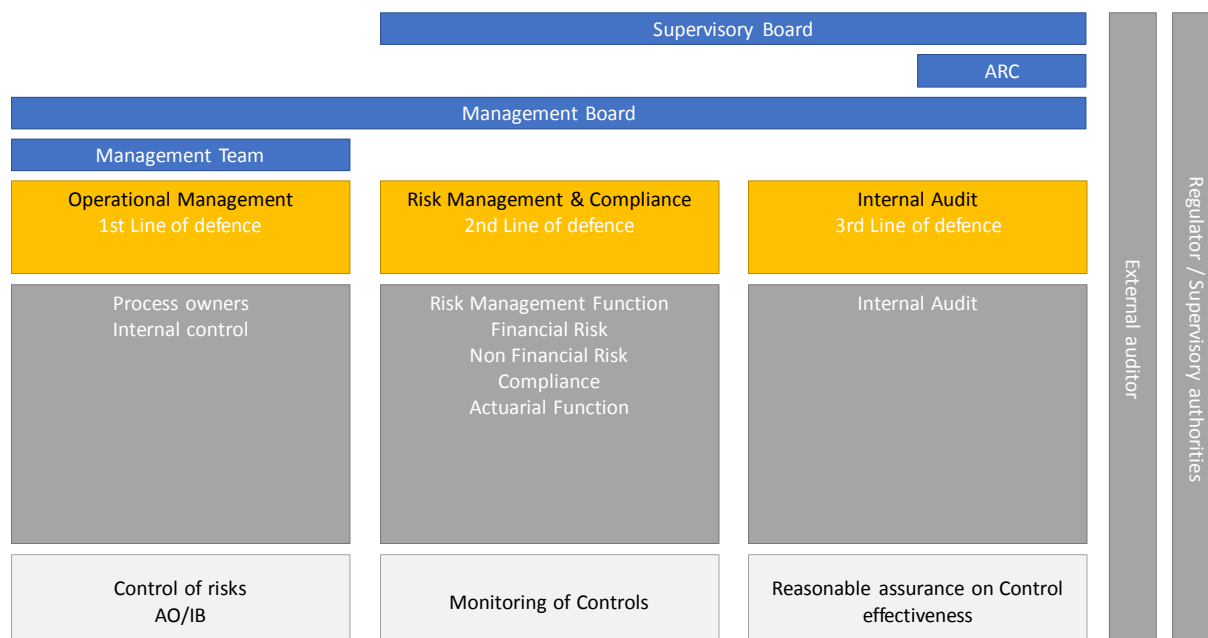 Supervisory Board
ARC
Management Board
Management Team
Operational Management
1st Line of defence
Risk Management & Compliance
2nd Line of defence
Internal Audit
3rd Line of defence
Process owners
Internal control
Risk Management Function
Financial Risk
Non Financial Risk
Compliance
Actuarial Function
Internal Audit
Control of risks
AO/IB
Monitoring of Controls
Reasonable assurance on Control
effectiveness
External auditor
Regulator / Supervisory authorities